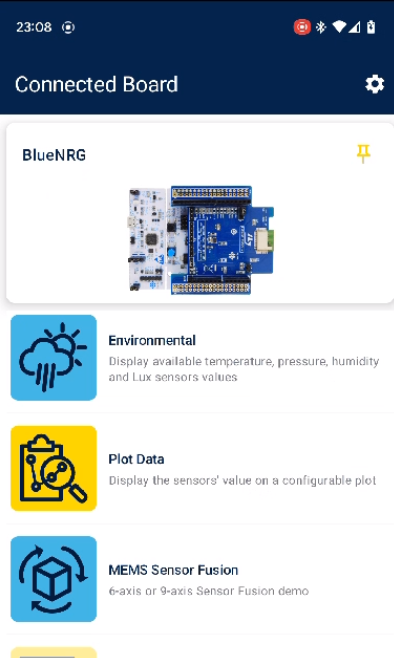 23:08
Connected Board
BlueNRG
Environmental
Display available temperature, pressure, humidity
and Lux sensors values
Plot Data
Display the sensors' value on a configurable plot
MEMS Sensor Fusion
6-axis or 9-axis Sensor Fusion demo